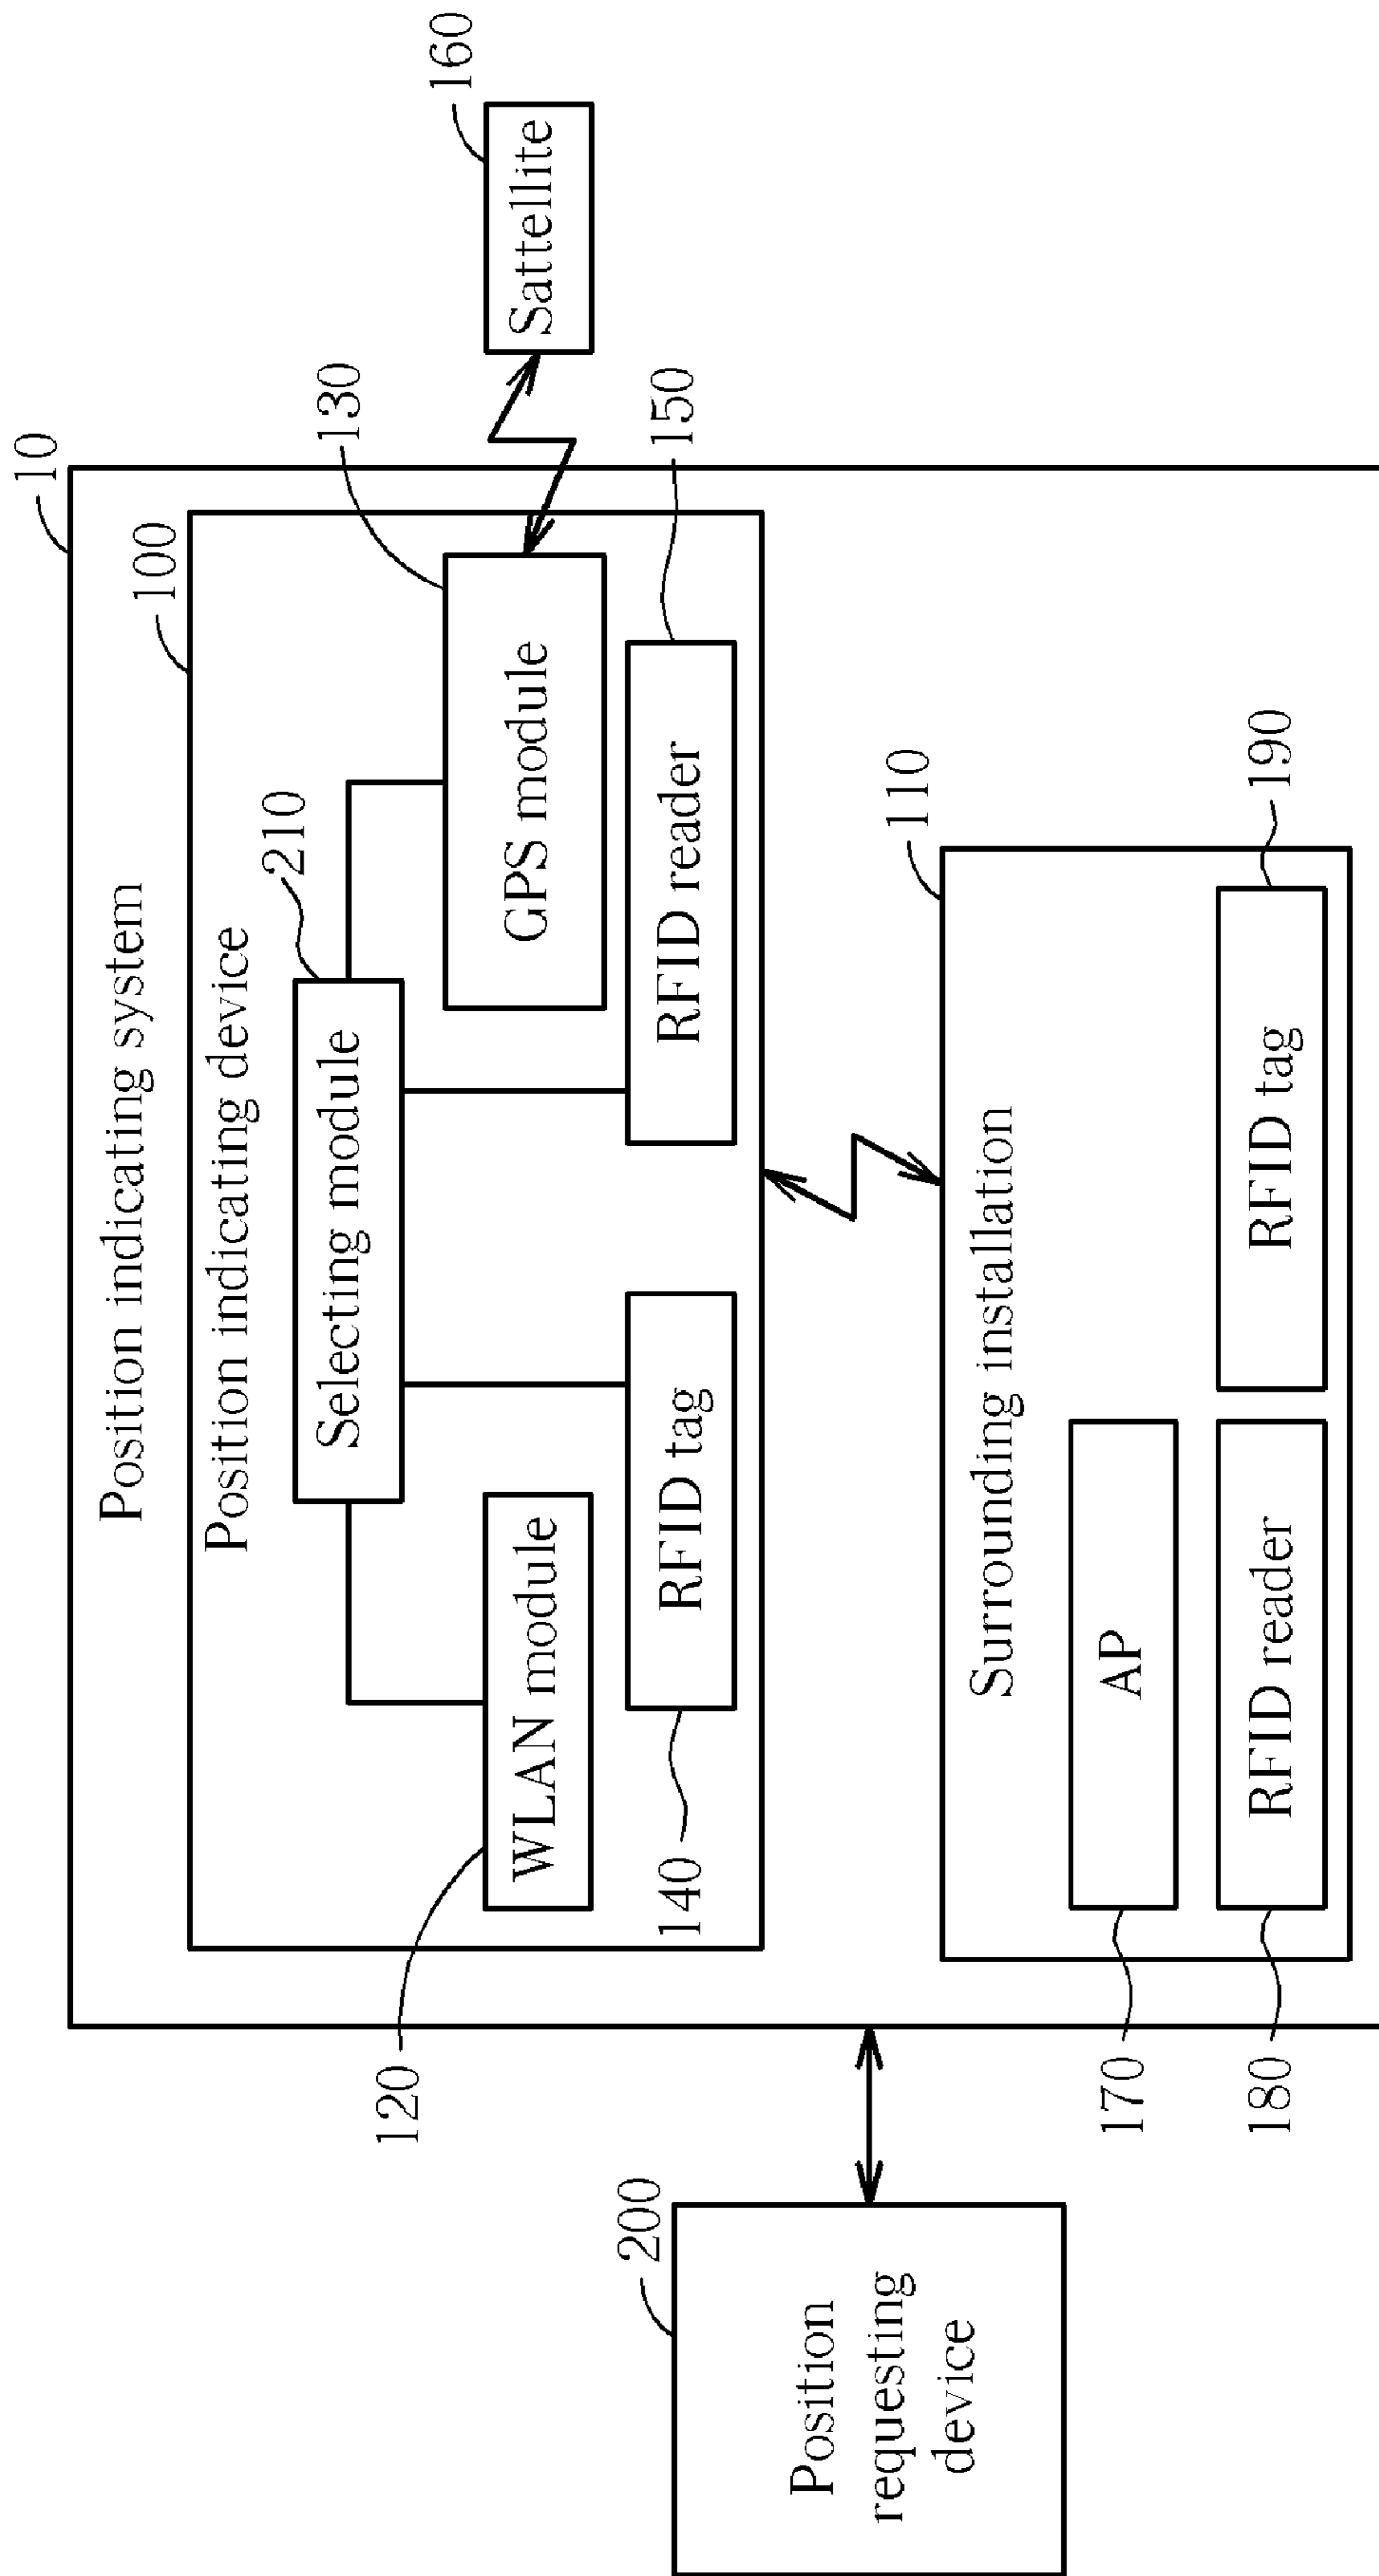 10
Position indicating system
100
Position indicating device
210
Selecting module
130
160
Sattellite
120
WLAN module
GPS module
140
RFID tag
RFID reader
150
200
Position
requesting
device
110
Surrounding installation
170
AP
180
RFID reader
RFID tag
190